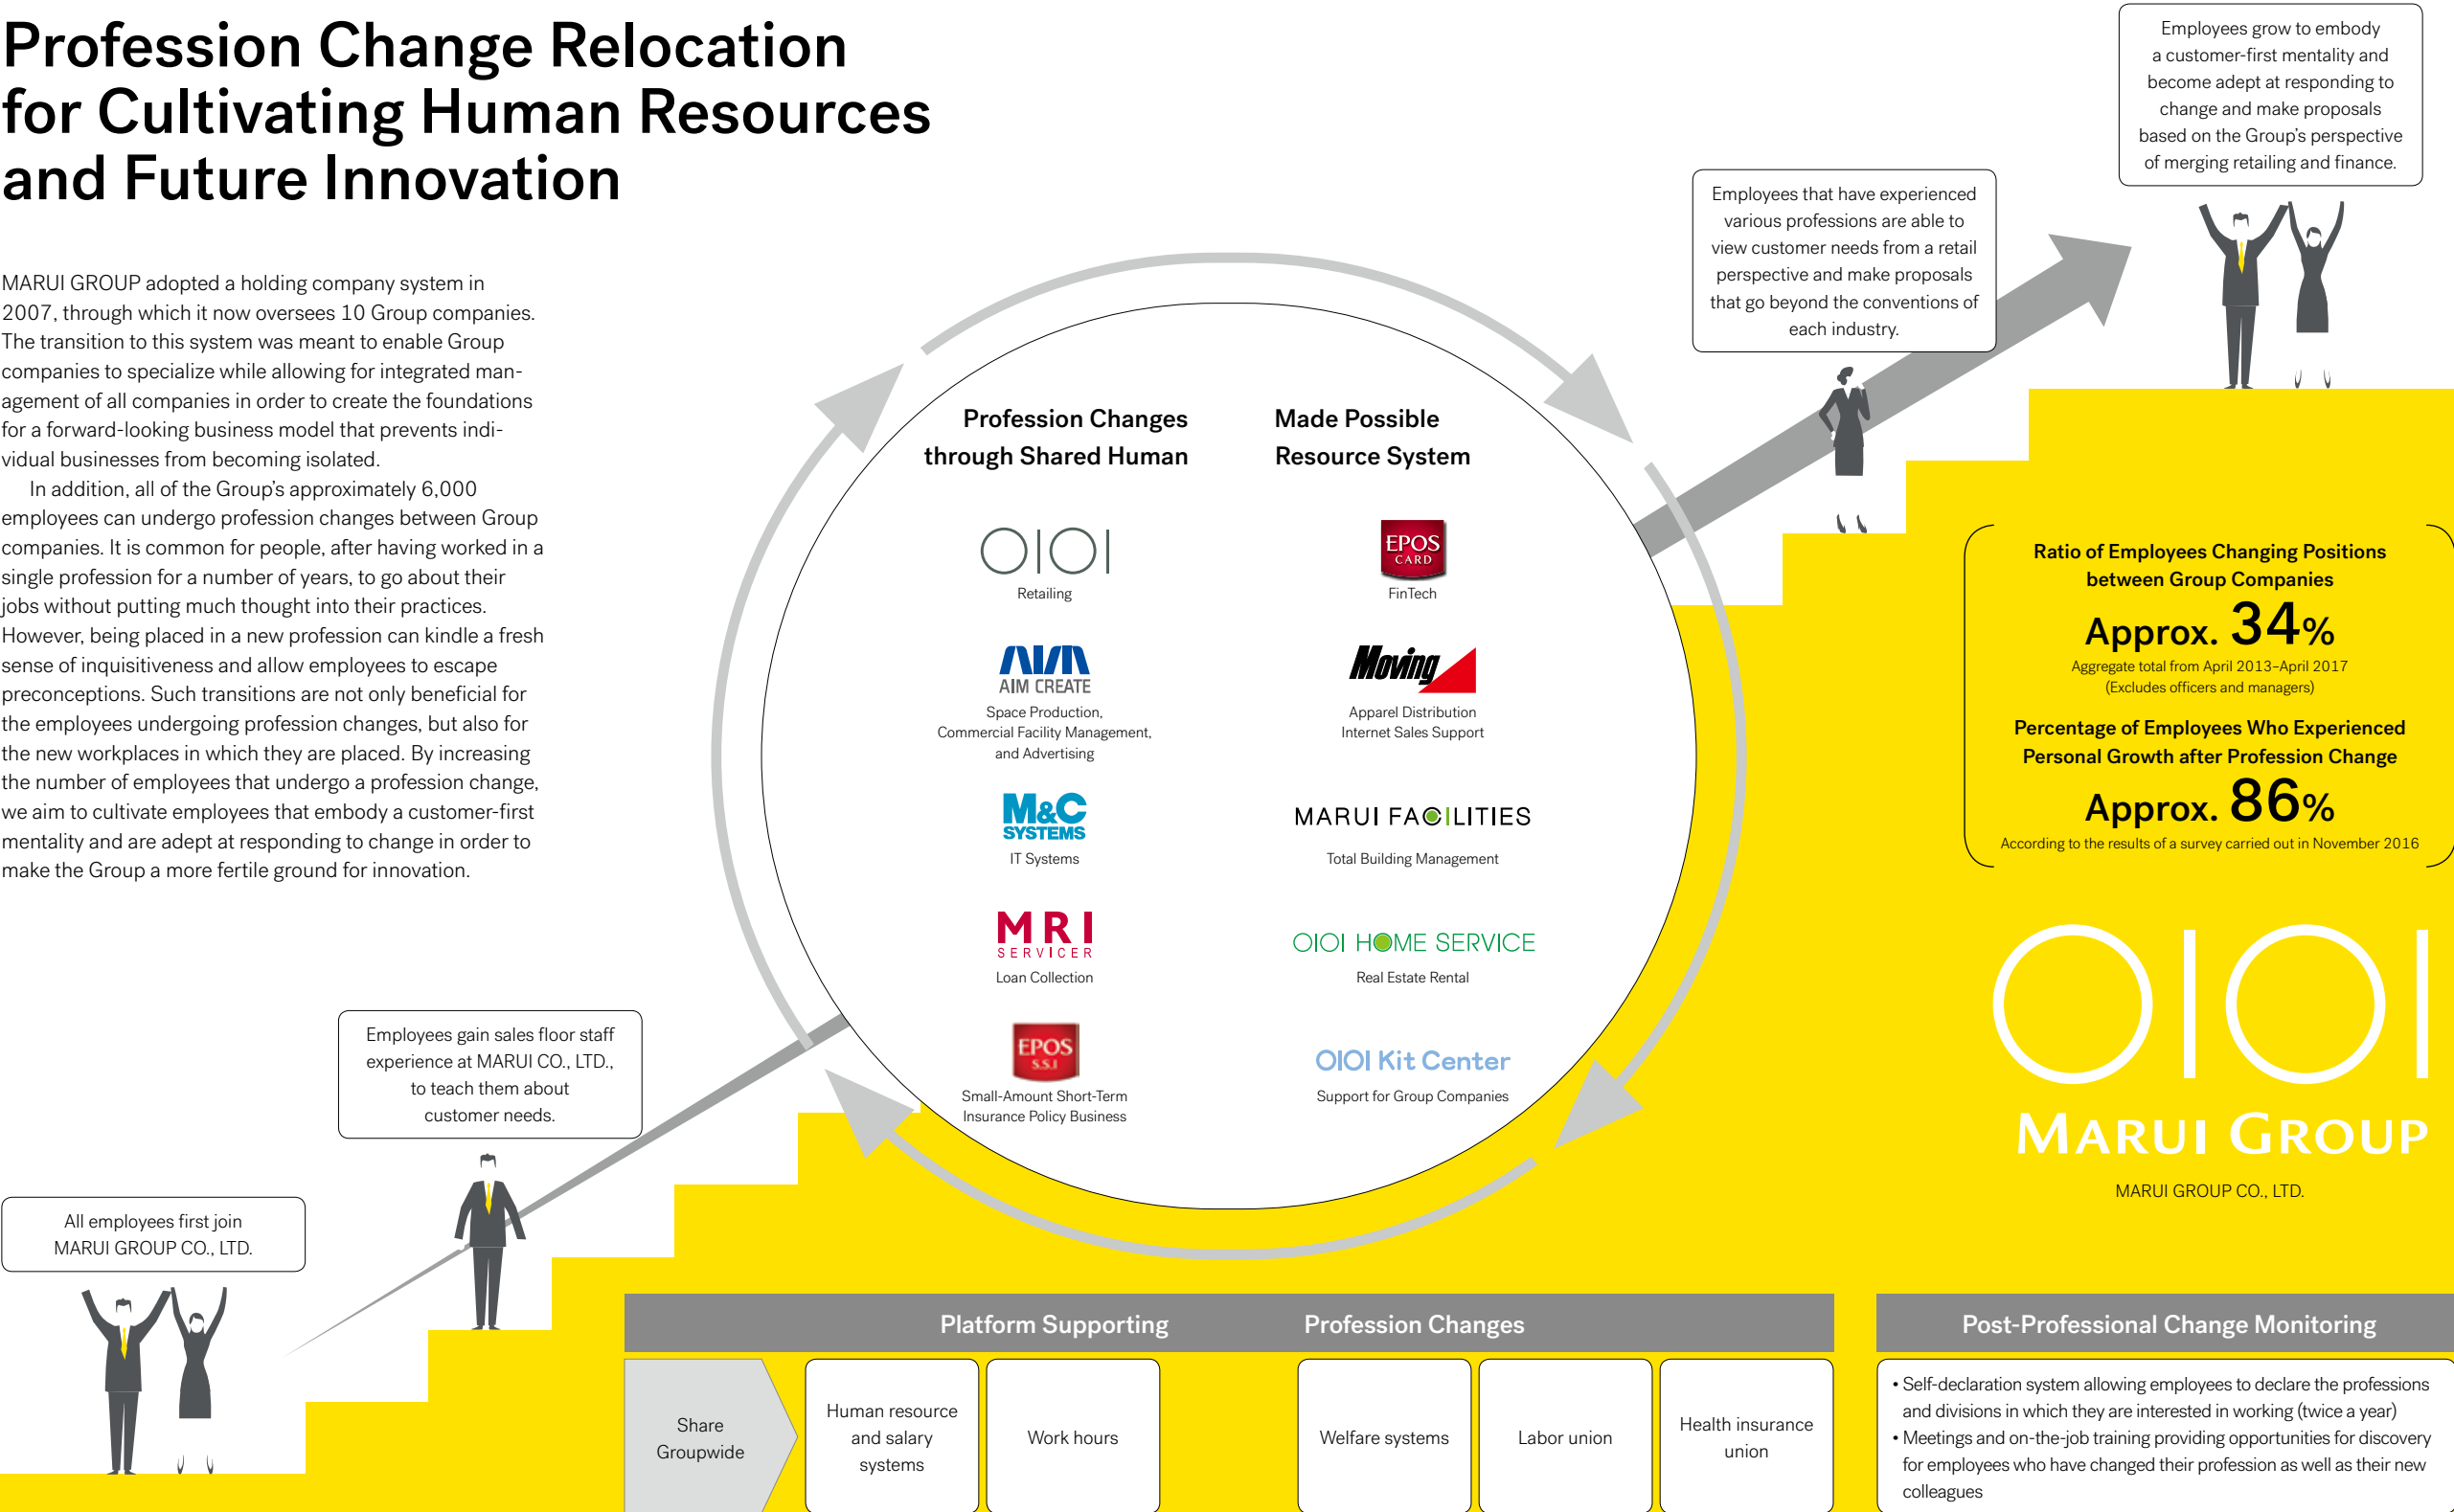 Profession Change Relocation
for Cultivating Human Resources
and Future Innovation
MARUI GROUP adopted a holding company system in
2007, through which it now oversees 10 Group companies.
The transition to this system was meant to enable Group
companies to specialize while allowing for integrated man-
agement of all companies in order to create the foundations
for a forward-looking business model that prevents indi-
vidual businesses from becoming isolated.
In addition, all of the Group's approximately 6,000
employees can undergo profession changes between Group
companies. It is common for people, after having worked in a
single profession for a number of years, to go about their
jobs without putting much thought into their practices.
However, being placed in a new profession can kindle a fresh
sense of inquisitiveness and allow employees to escape
preconceptions. Such transitions are not only beneficial for
the employees undergoing profession changes, but also for
the new workplaces in which they are placed. By increasing
the number of employees that undergo a profession change,
we aim to cultivate employees that embody a customer-first
mentality and are adept at responding to change in order to
make the Group a more fertile ground for innovation.
All employees first join
MARUI GROUP CO., LTD.
Employees gain sales floor staff
experience at MARUI CO., LTD.,
to teach them about
customer needs.
Profession Changes Made Possible
through Shared Human Resource System
OIOI
Retailing
EPOS
CARD
FinTech
AIM
AIM CREATE
Space Production,
Commercial Facility Management,
and Advertising
Moving
Apparel Distribution
Internet Sales Support
M&C
SYSTEMS
IT Systems
MARUI FACILITIES
Total Building Management
MRI
SERVICER
Loan Collection
OIOI HOME SERVICE
Real Estate Rental
EPOS
S.S.I
Small-Amount Short-Term
Insurance Policy Business
OIOI Kit Center
Support for Group Companies
Employees that have experienced
various professions are able to
view customer needs from a retail
perspective and make proposals
that go beyond the conventions of
each industry.
Employees grow to embody
a customer-first mentality and
become adept at responding to
change and make proposals
based on the Group's perspective
of merging retailing and finance.
Ratio of Employees Changing Positions
between Group Companies
Approx. 34%
Aggregate total from April 2013–April 2017
(Excludes officers and managers)
Percentage of Employees Who Experienced
Personal Growth after Profession Change
Approx. 86%
According to the results of a survey carried out in November 2016
OIOI
MARUI GROUP
MARUI GROUP CO., LTD.
Platform Supporting Profession Changes
Share
Groupwide
Human resource
and salary
systems
Work hours
Welfare systems
Labor union
Health insurance
union
Post-Professional Change Monitoring
• Self-declaration system allowing employees to declare the professions
and divisions in which they are interested in working (twice a year)
• Meetings and on-the-job training providing opportunities for discovery
for employees who have changed their profession as well as their new
colleagues